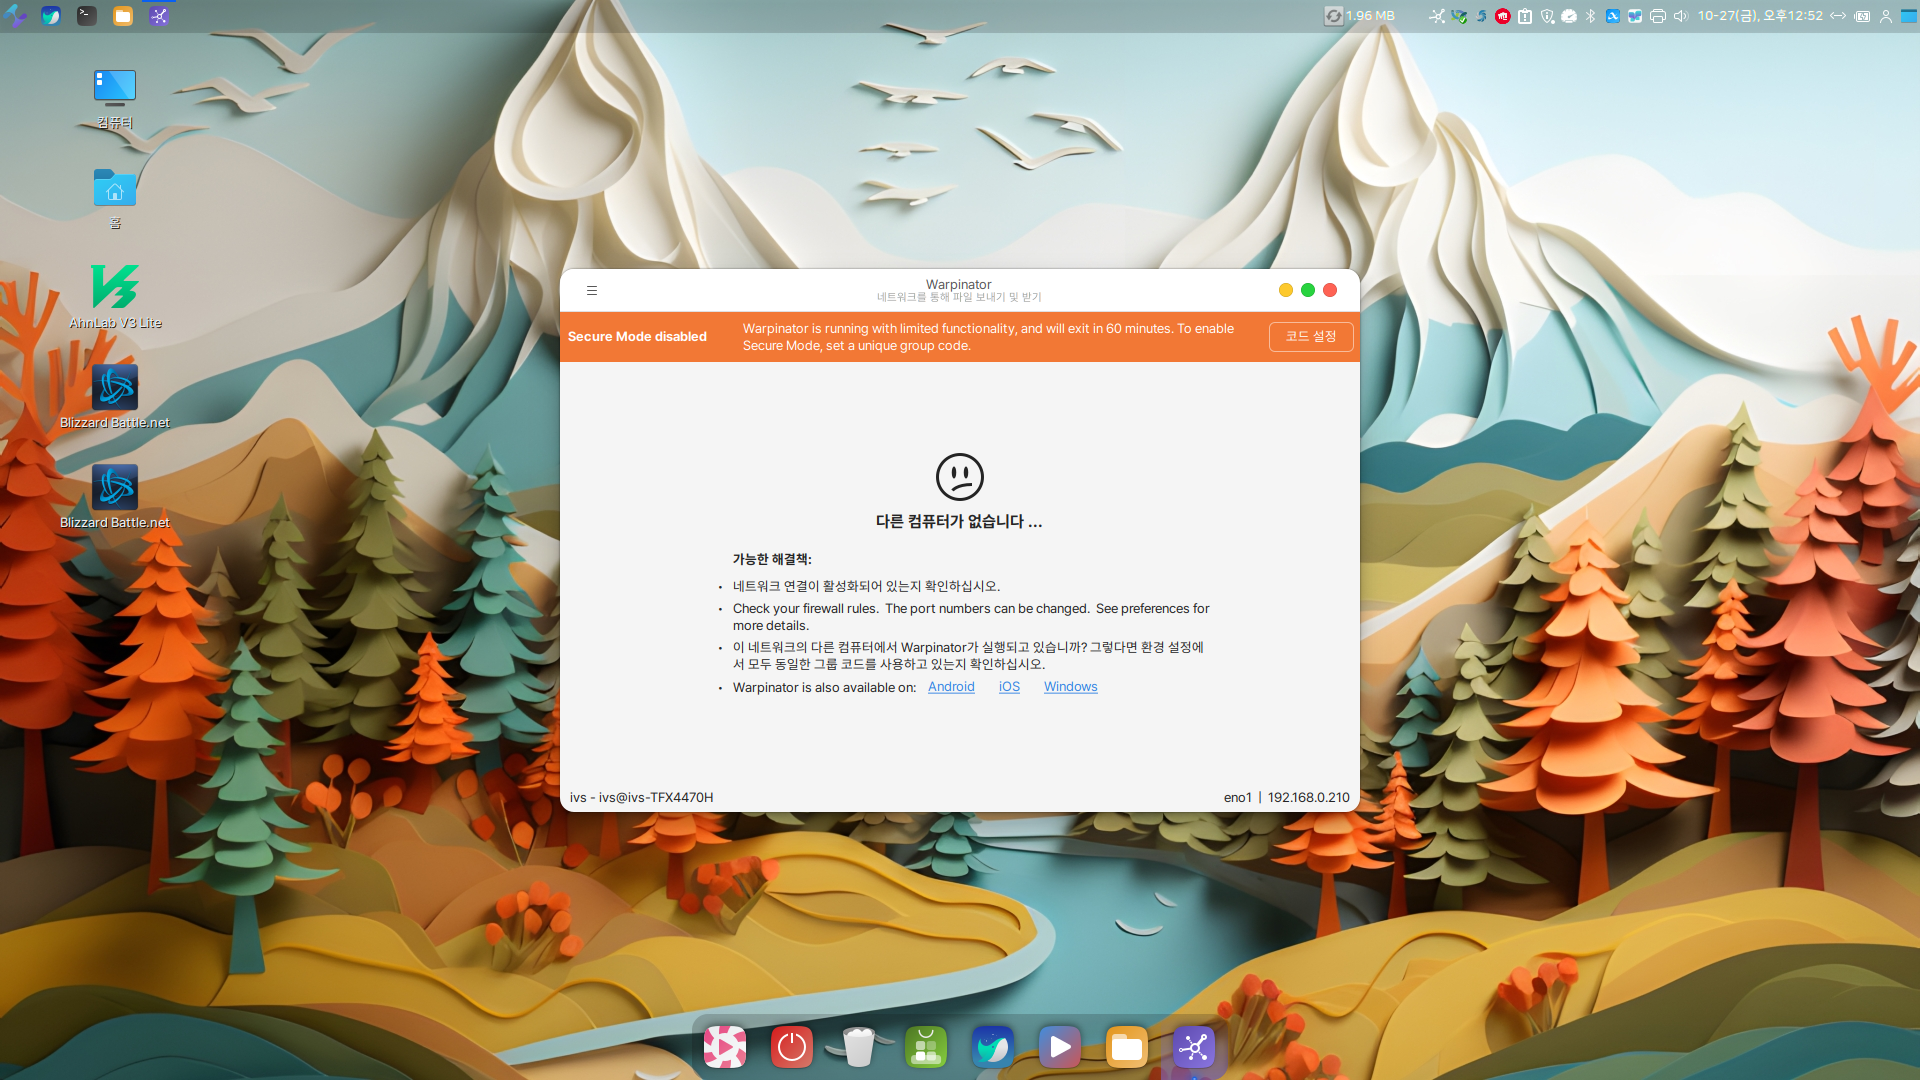 1.96 MB
10-27(금), 오후12:52
컴퓨터
홈
AhnLab V3 Lite
Blizzard Battle.net
Blizzard Battle.net
Warpinator
네트워크를 통해 파일 보내기 및 받기
Secure Mode disabled
Warpinator is running with limited functionality, and will exit in 60 minutes. To enable
Secure Mode, set a unique group code.
코드 설정
다른 컴퓨터가 없습니다 ...
가능한 해결책:
• 네트워크 연결이 활성화되어 있는지 확인하십시오.
• Check your firewall rules. The port numbers can be changed. See preferences for
more details.
• 이 네트워크의 다른 컴퓨터에서 Warpinator가 실행되고 있습니까? 그렇다면 환경 설정에
서 모두 동일한 그룹 코드를 사용하고 있는지 확인하십시오.
• Warpinator is also available on: Android iOS Windows
ivs - ivs@ivs-TFX4470H
eno1 | 192.168.0.210